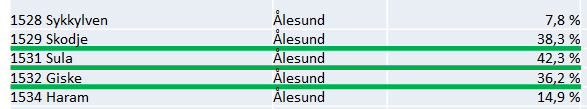 1528 Sykkylven Ålesund 7,8 %
1529 Skodje Ålesund 38,3 %
1531 Sula Ålesund 42,3 %
1532 Giske Ålesund 36,2 %
1534 Haram Ålesund 14,9 %